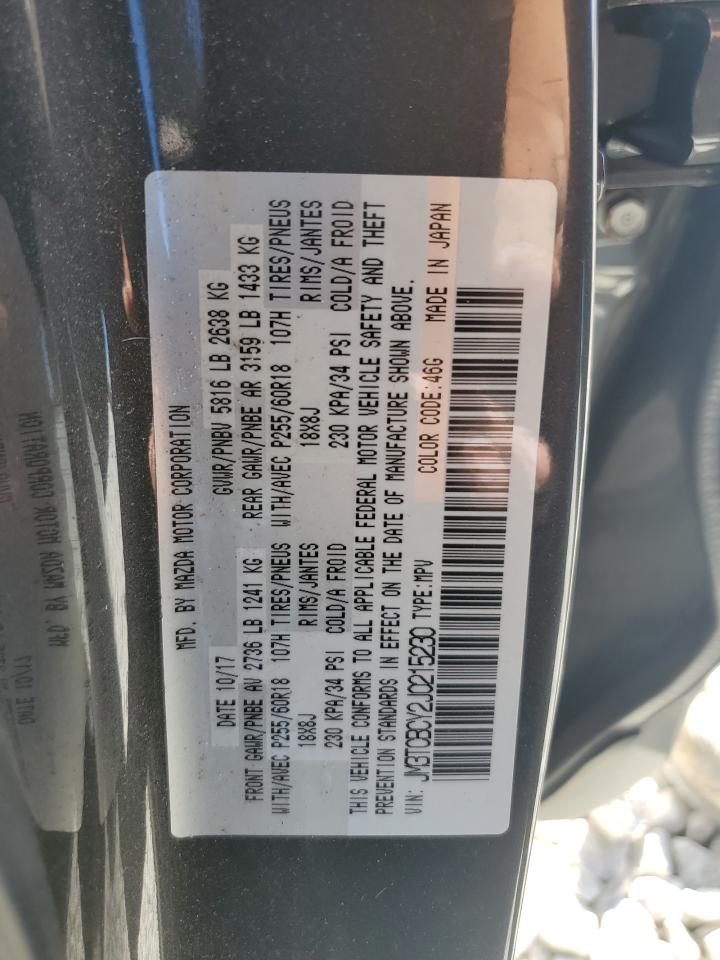 MFD. BY MAZDA MOTOR CORPORATION
DATE 10/17 GVWR/PNBV 5816 LB 2638 KG
FRONT GAWR/PNBE AV 2736 LB 1241 KG REAR GAWR/PNBE AR 3159 LB 1433 KG
WITH/AVEC P255/60R18 107H TIRES/PNEUS WITH/AVEC P255/60R18 107H TIRES/PNEUS
18X8J RIMS/JANTES 18X8J RIMS/JANTES
230 KPA/34 PSI COLD/A FROID 230 KPA/34 PSI COLD/A FROID
THIS VEHICLE CONFORMS TO ALL APPLICABLE FEDERAL MOTOR VEHICLE SAFETY AND THEFT
PREVENTION STANDARDS IN EFFECT ON THE DATE OF MANUFACTURE SHOWN ABOVE.
VIN: JM3TCBCY2J0215230 TYPE:MPV COLOR CODE:46G MADE IN JAPAN